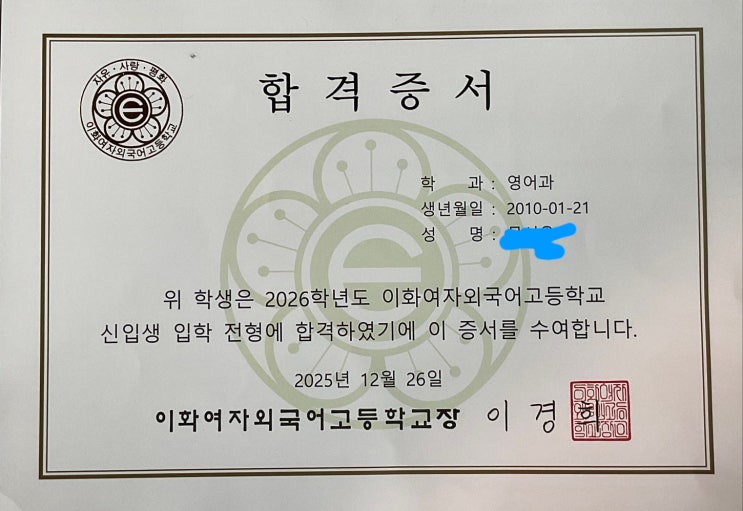 지은·사랑·평화
이화여자외국어고등학교
합격증서
학 과 : 영어과
생년월일 : 2010-01-21
성 명 :
위 학생은 2026학년도 이화여자외국어고등학교
신입생 입학 전형에 합격하였기에 이 증서를 수여합니다.
2025년 12월 26일
이화여자외국어고등학교장 이경희